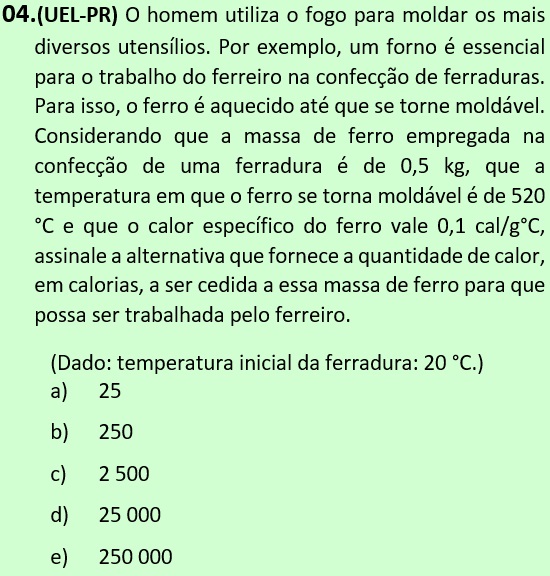 04.(UEL-PR) O homem utiliza o fogo para moldar os mais
diversos utensílios. Por exemplo, um forno é essencial
para o trabalho do ferreiro na confecção de ferraduras.
Para isso, o ferro é aquecido até que se torne moldável.
Considerando que a massa de ferro empregada na
confecção de uma ferradura é de 0,5 kg, que a
temperatura em que o ferro se torna moldável é de 520
°C e que o calor específico do ferro vale 0,1 cal/g°C,
assinale a alternativa que fornece a quantidade de calor,
em calorias, a ser cedida a essa massa de ferro para que
possa ser trabalhada pelo ferreiro.
(Dado: temperatura inicial da ferradura: 20 °C.)
a) 25
b) 250
c) 2 500
d) 25 000
e) 250 000